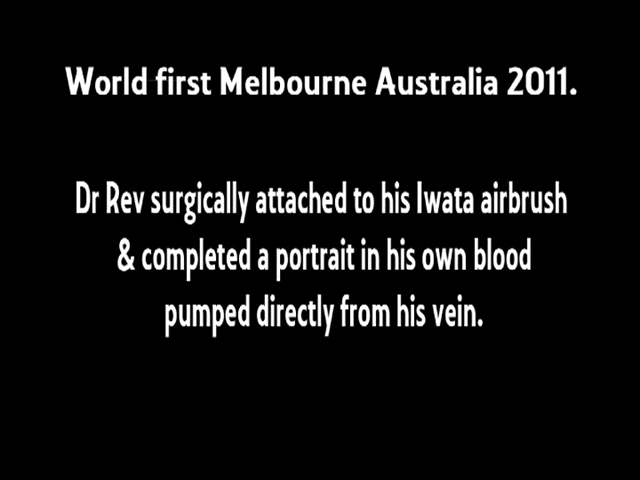 World first Melbourne Australia 2011.
Dr Rev surgically attached to his Iwata airbrush
& completed a portrait in his own blood
pumped directly from his vein.